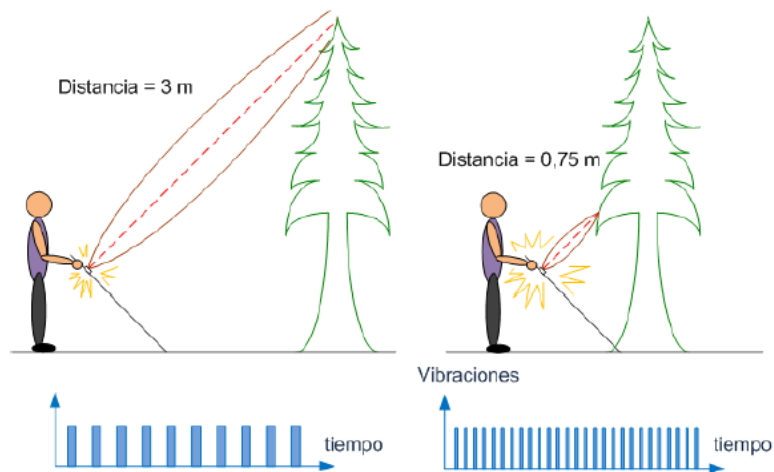 Distancia = 3 m
Distancia = 0,75 m
Vibraciones
tiempo
tiempo